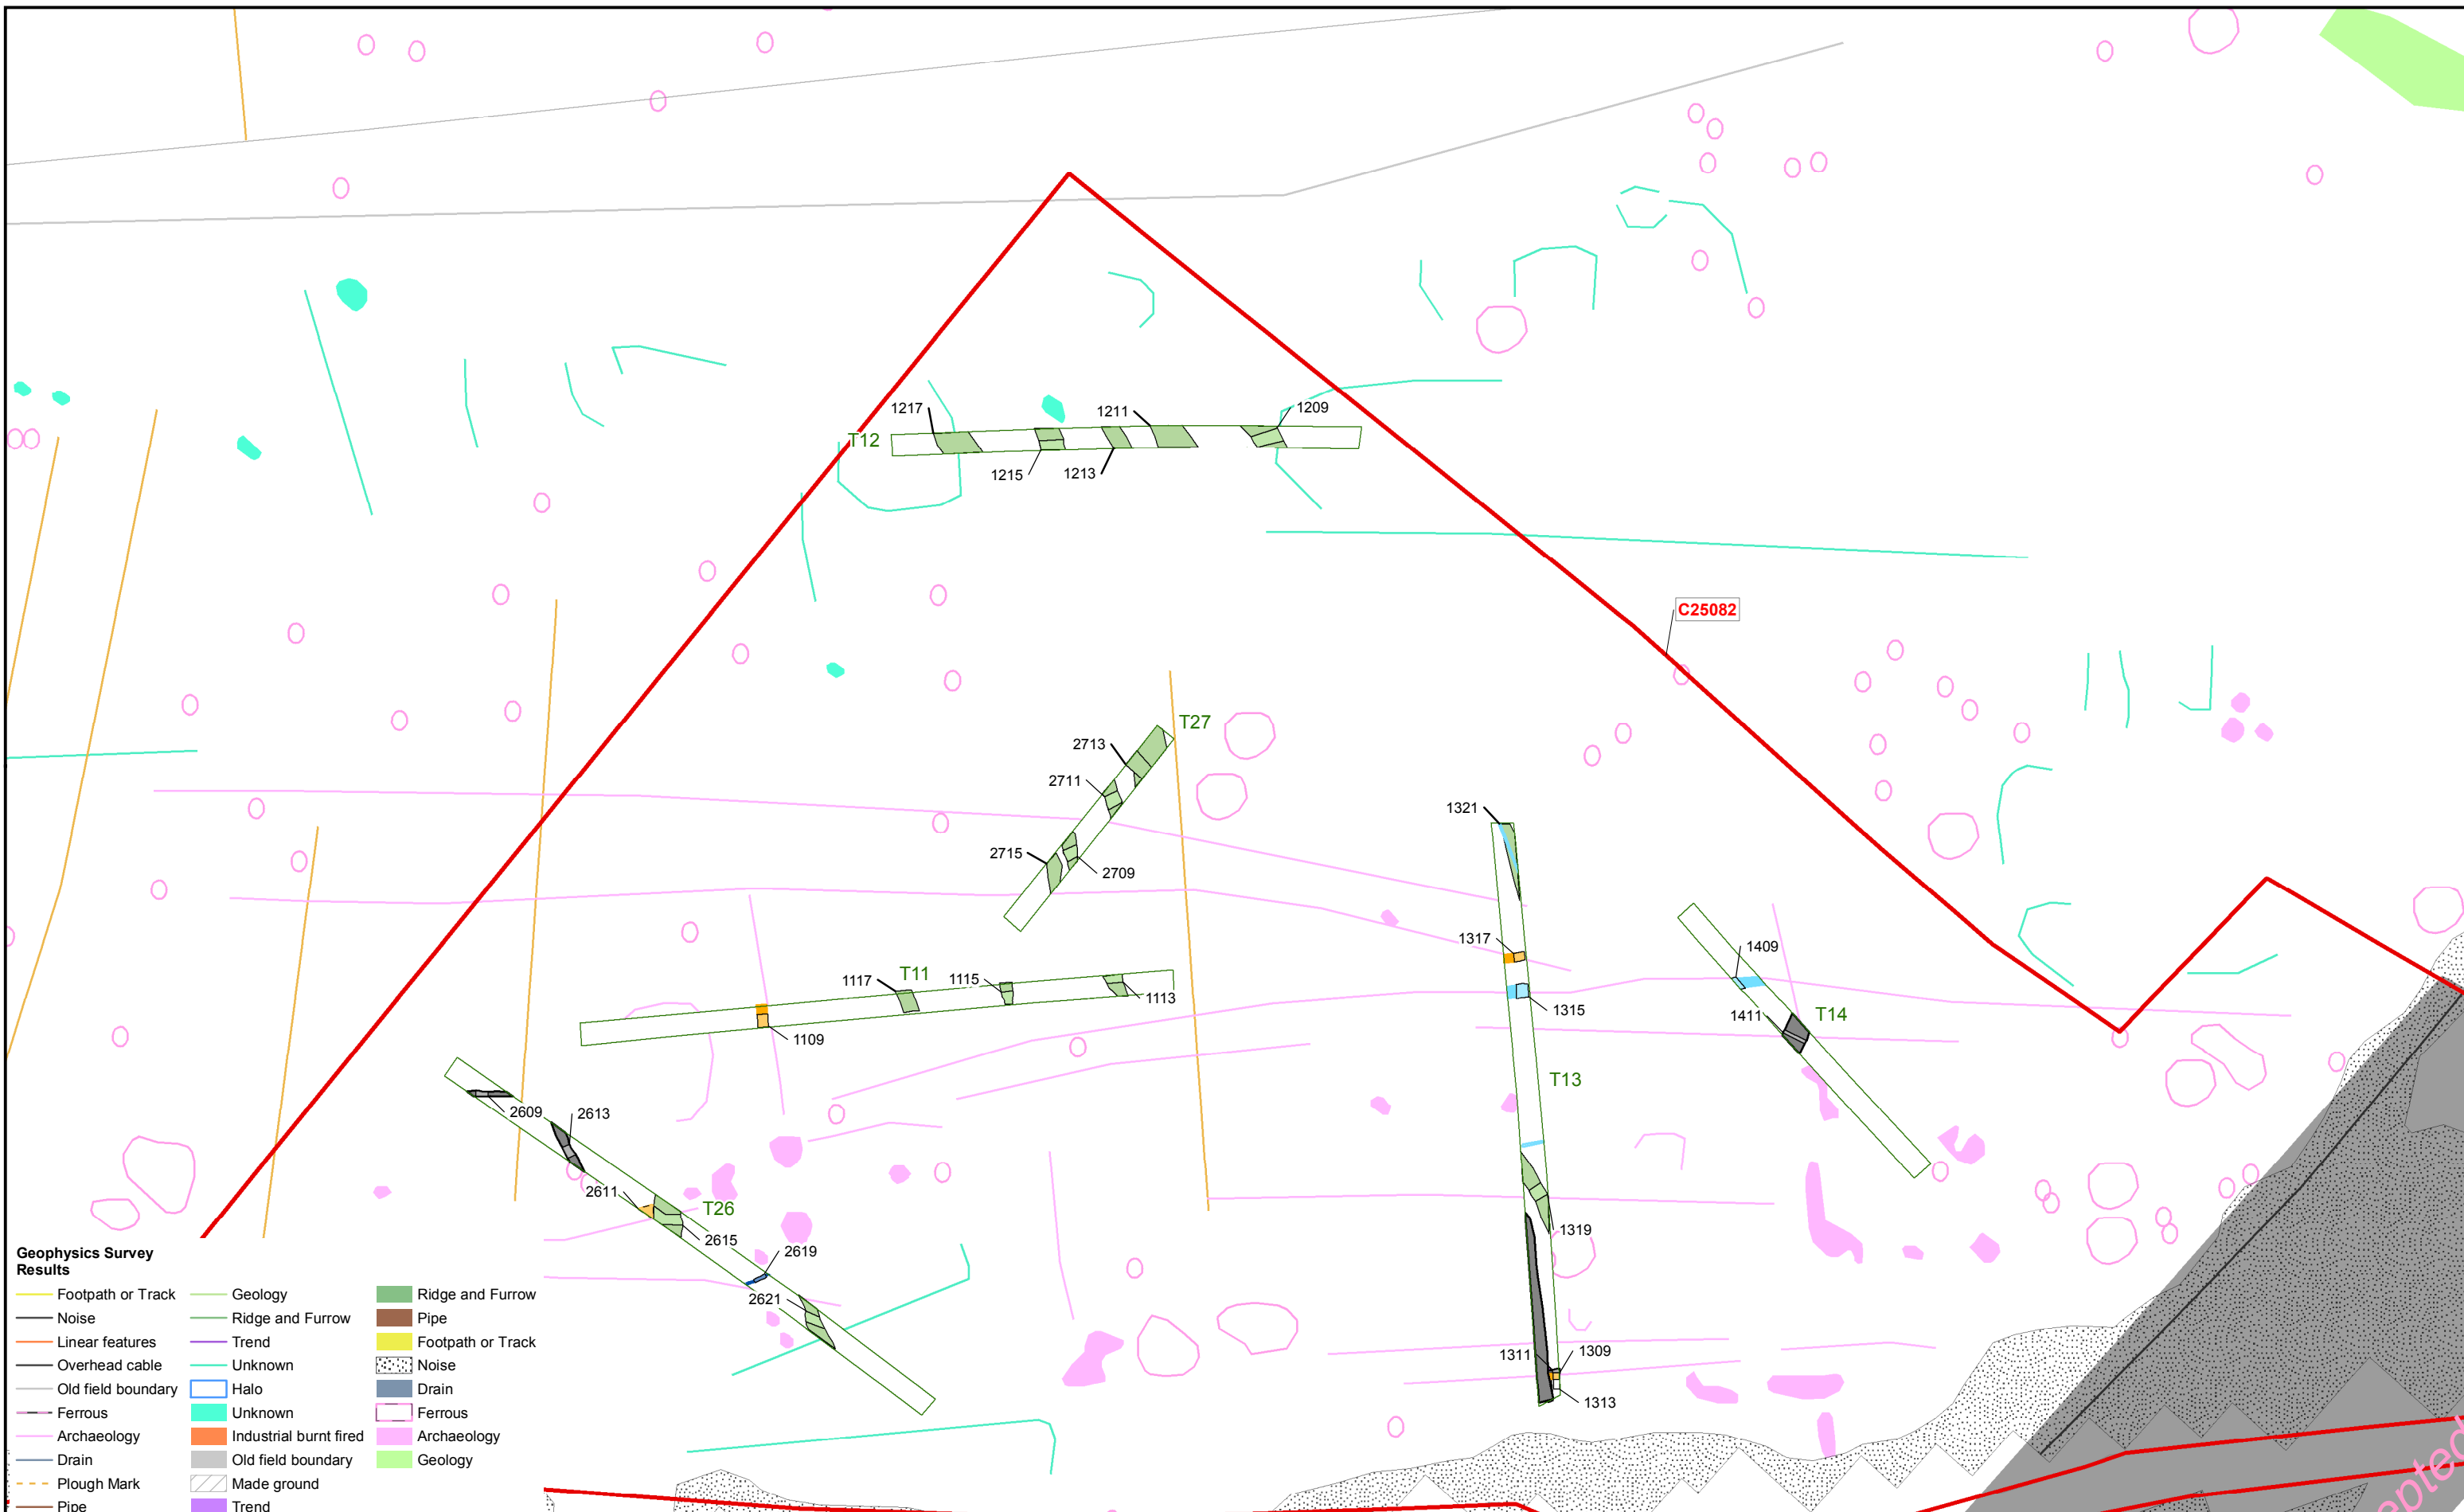 1217
1211
1209
T12
1215
1213
C25082
T27
2713
2711
2715
2709
1321
1317
1409
T11
1117
1115
1113
1315
1411
T14
1109
T13
2609
2613
2611
T26
2615
2619
2621
1319
1311
1309
1313
Geophysics Survey
Results
Footpath or Track
Noise
Linear features
Overhead cable
Old field boundary
Ferrous
Archaeology
Drain
Plough Mark
Pipe
Geology
Ridge and Furrow
Trend
Unknown
Halo
Unknown
Industrial burnt fired
Old field boundary
Made ground
Trend
Ridge and Furrow
Pipe
Footpath or Track
Noise
Drain
Ferrous
Archaeology
Geology